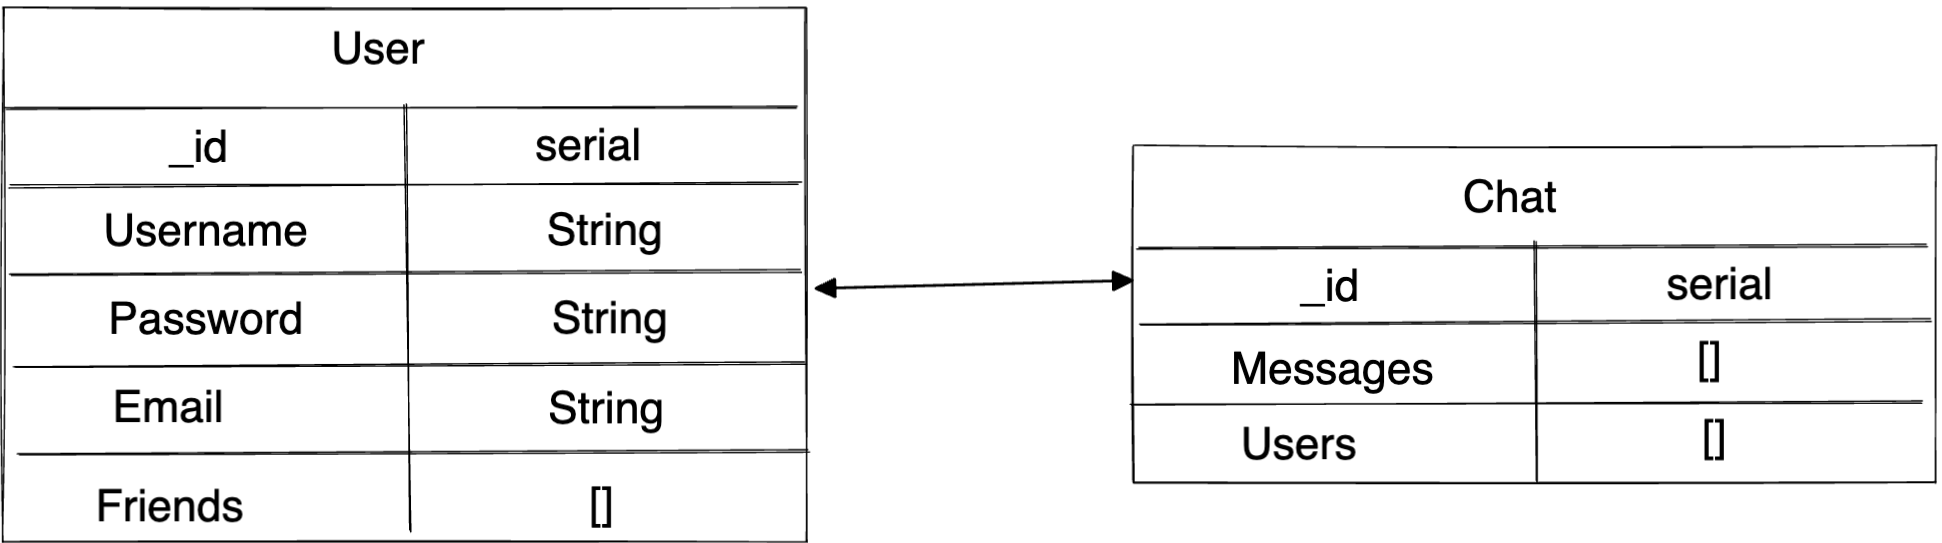 User
_id serial
Username String
Password String
Email String
Friends []
Chat
_id serial
Messages []
Users []